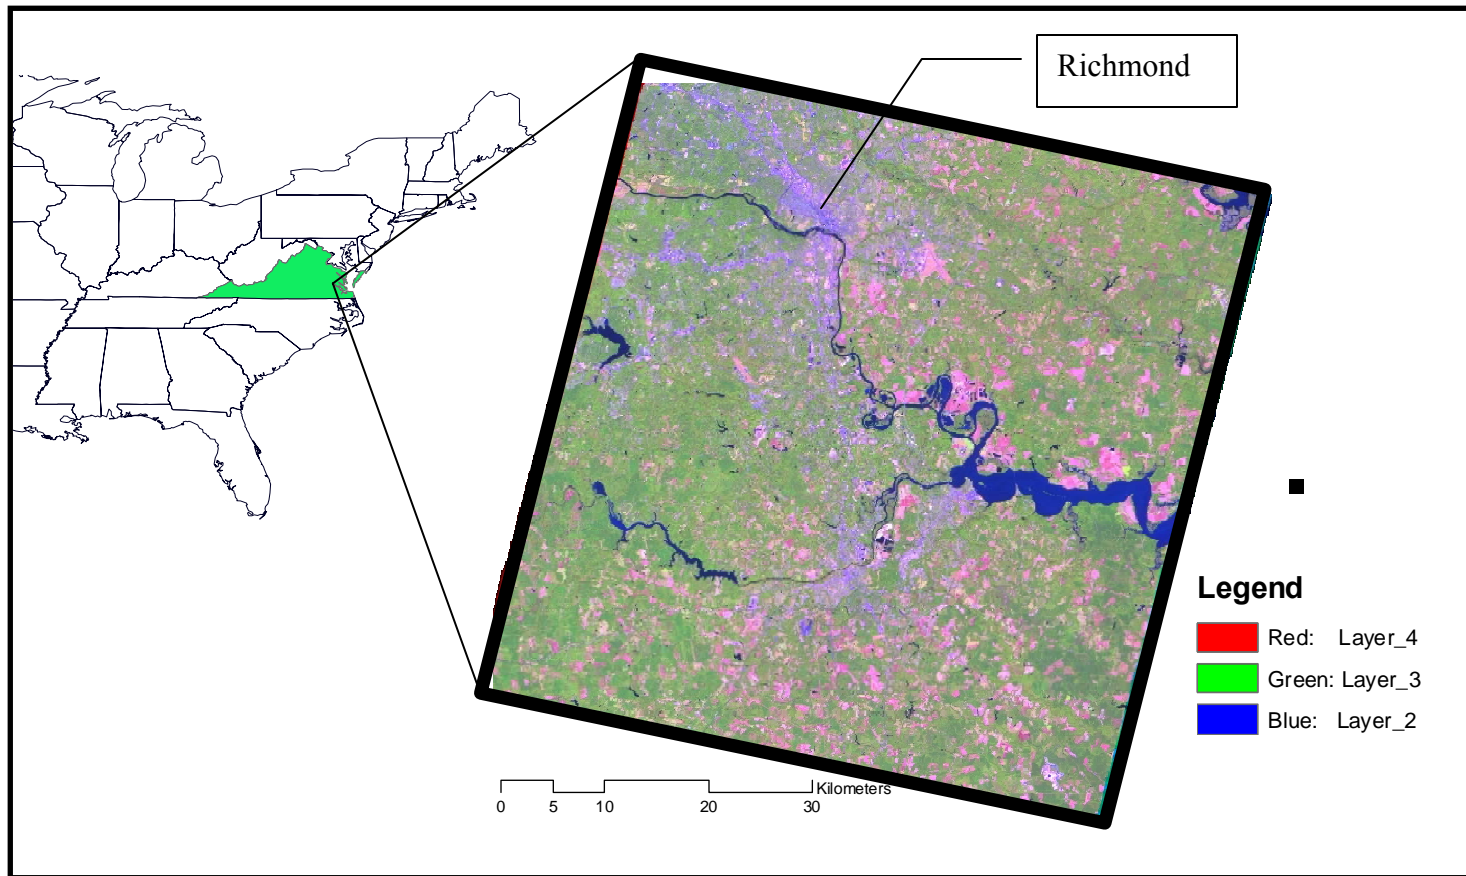 Richmond
Legend
Red: Layer_4
Green: Layer_3
Blue: Layer_2
Kilometers
0 5 10 20 30